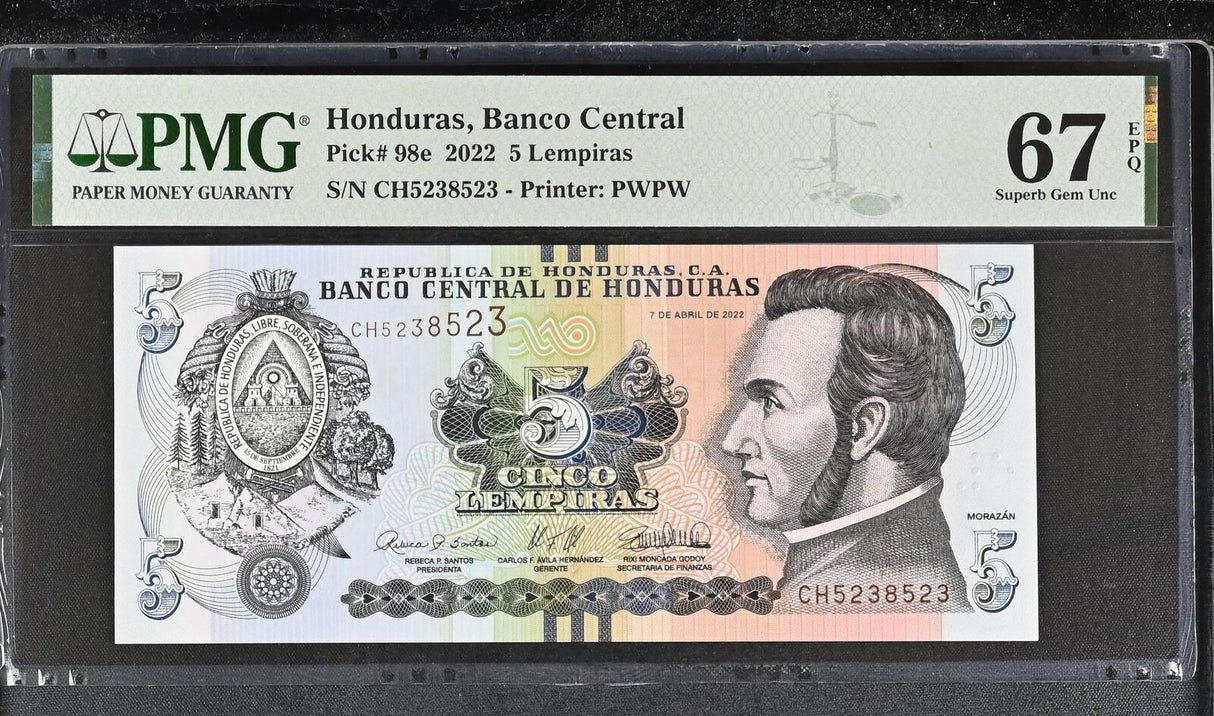 PMG®
PAPER MONEY GUARANTY
Honduras, Banco Central
Pick# 98e 2022 5 Lempiras
S/N CH5238523 - Printer: PWPW
67
EPQ
Superb Gem Unc
REPUBLICA DE HONDURAS, C.A.
BANCO CENTRAL DE HONDURAS
7 DE ABRIL DE 2022
CH5238523
5
5
REPUBLICA DE HONDURAS, LIBRE, SOBERANA E INDEPENDIENTE
15 DE SEPTIEMBRE
1821
5
CINCO
LEMPIRAS
MORAZÁN
5
5
REBECA P. SANTOS
PRESIDENTA
CARLOS F. ÁVILA HERNÁNDEZ
GERENTE
RIXI MONCADA GODOY
SECRETARIA DE FINANZAS
CH5238523